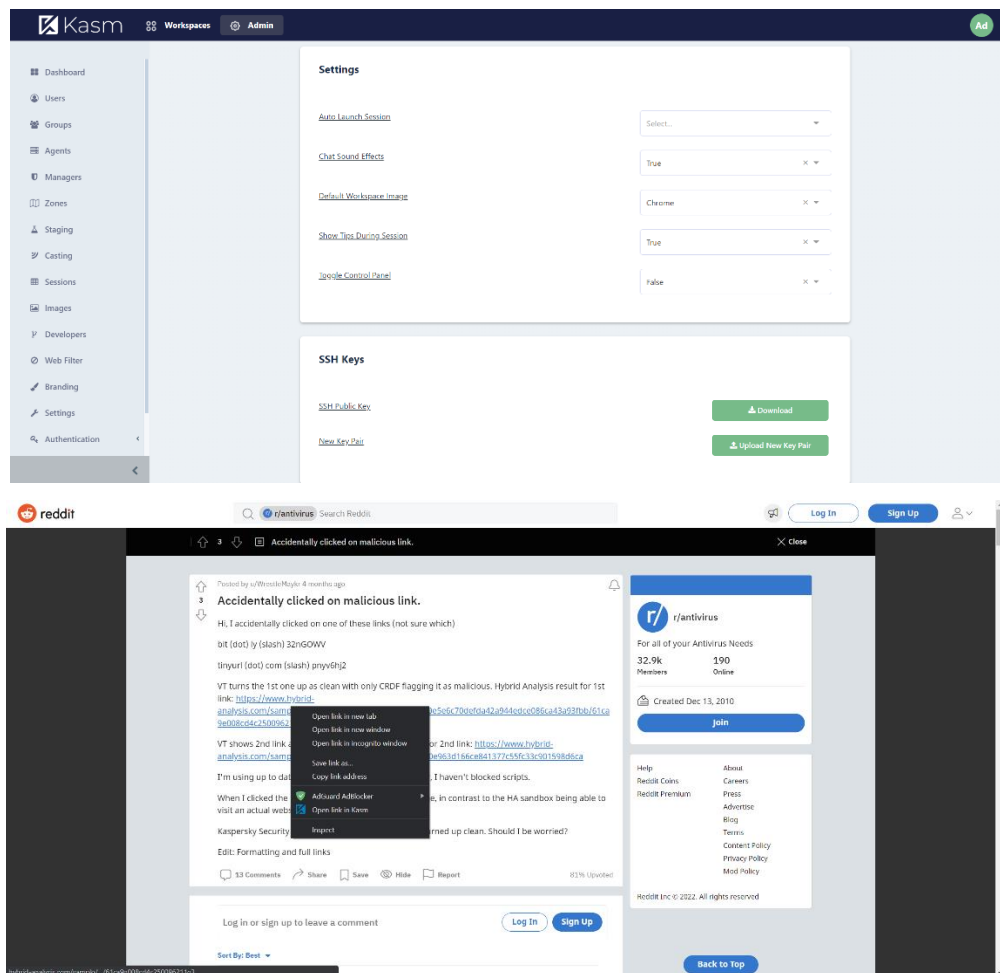 Kasm
Workspaces
Admin
Ad
Dashboard
Users
Groups
Agents
Managers
Zones
Staging
Casting
Sessions
Images
Developers
Web Filter
Branding
Settings
Authentication
Settings
Auto Launch Session
Select...
Chat Sound Effects
True
Default Workspace Image
Chrome
Show Tips During Session
True
Toggle Control Panel
False
SSH Keys
SSH Public Key
Download
New Key Pair
Upload New Key Pair
reddit
r/antivirus Search Reddit
Log In
Sign Up
3 Accidentally clicked on malicious link.
Close
Posted by u/WrestleMaylo 4 months ago
3
Accidentally clicked on malicious link.
Hi, I accidentally clicked on one of these links (not sure which)
bit (dot) ly (slash) 32nGOWV
tinyurl (dot) com (slash) pnyv6hj2
VT turns the 1st one up as clean with only CRDF flagging it as malicious. Hybrid Analysis result for 1st
link: https://www.hybrid-
VT shows 2nd link
or 2nd link: https://www.hybrid-
I'm using up to
, I haven't blocked scripts.
When I clicked the
, in contrast to the HA sandbox being able to
visit an actual
Kaspersky Security
rned up clean. Should I be worried?
Edit: Formatting and full links
Open link in new tab
Open link in new window
Open link in incognito window
Save link as...
Copy link address
AdGuard AdBlocker
Open link in Kasm
Inspect
13 Comments
Share
Save
Hide
Report
81% Upvoted
Log in or sign up to leave a comment
Log In
Sign Up
Sort By: Best
r/
r/antivirus
For all of your Antivirus Needs
32.9k
190
Members
Online
Created Dec 13, 2010
Join
Help
About
Reddit Coins
Careers
Reddit Premium
Press
Advertise
Blog
Terms
Content Policy
Privacy Policy
Mod Policy
Reddit Inc © 2022. All rights reserved
Back to Top